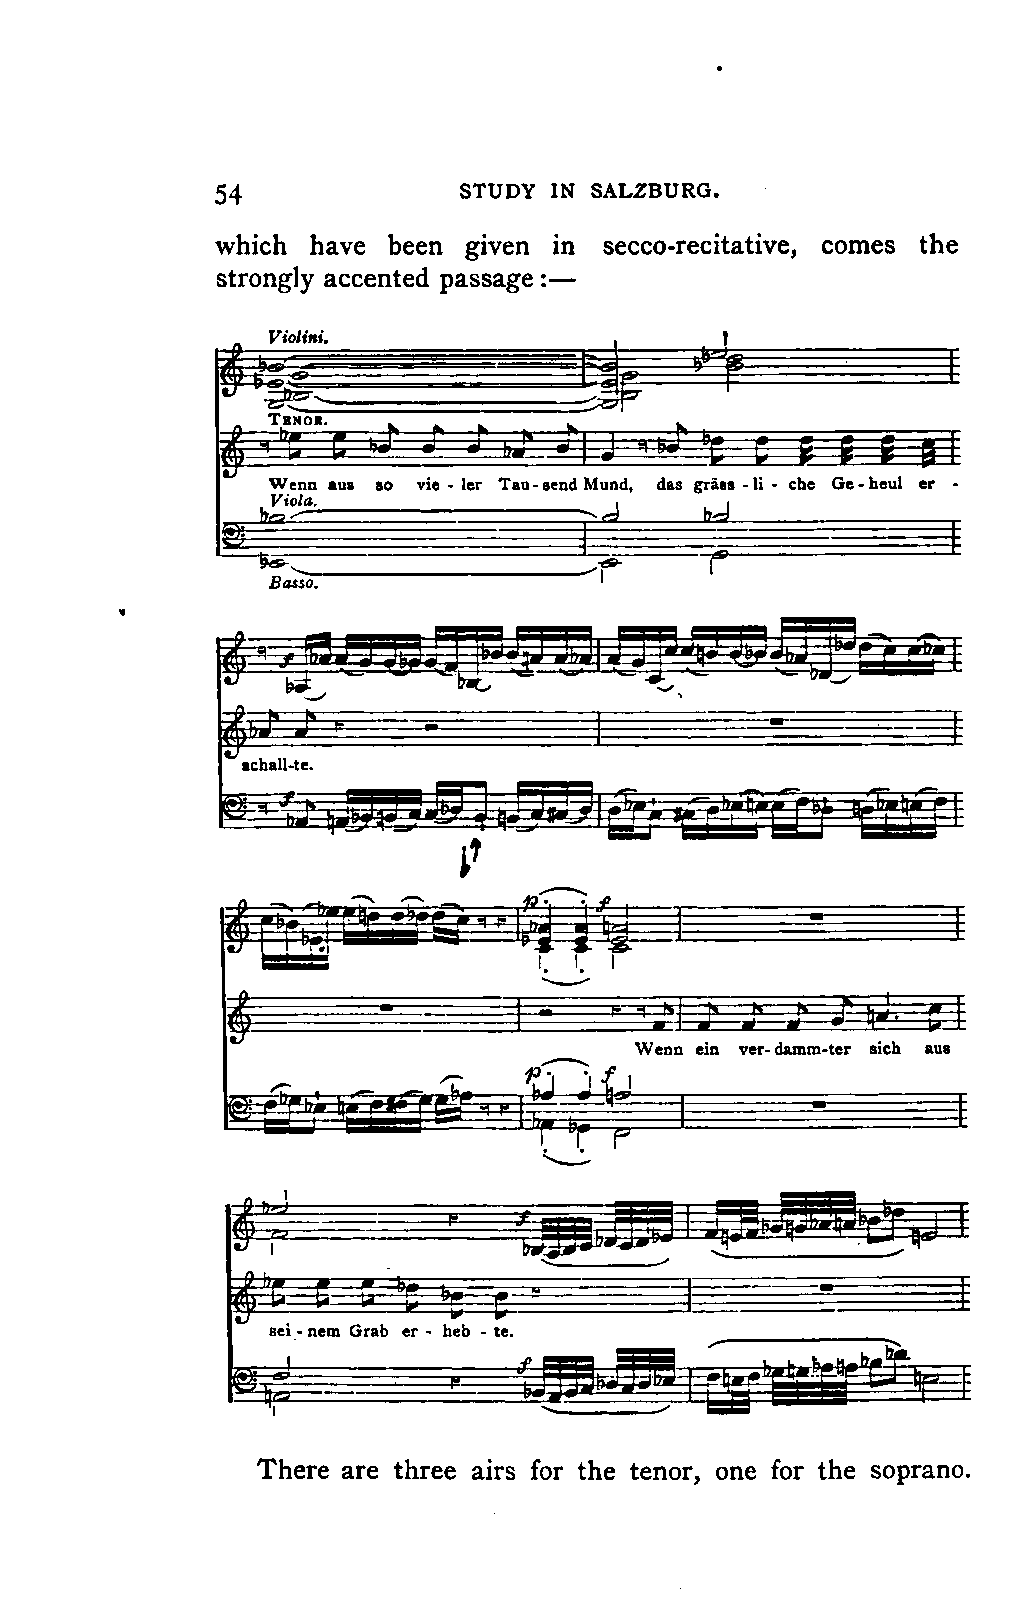 54 STUDY IN SALZBURG.
which have been given in secco-recitative, comes the
strongly accented passage :—
Violini.
TENOR.
Wenn aus so vie - ler Tau - send Mund, das gräss - li - che Ge - heul er -
Viola.
Basso.
f
schall-te.
f
p f
Wenn ein ver- damm-ter sich aus
p f
f
sei - nem Grab er - heb - te.
f
There are three airs for the tenor, one for the soprano.